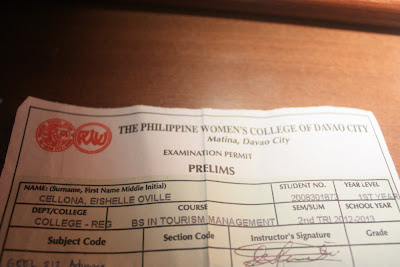 THE PHILIPPINE WOMEN'S COLLEGE OF DAVAO CITY
Matina, Davao City
EXAMINATION PERMIT
PRELIMS
NAME: (Surname, First Name Middle Initial) STUDENT NO. YEAR LEVEL
CELLONA, EISHELLE OVILLE 2008301873 1ST YEAR
DEPT/COLLEGE COURSE SEM/SUM SCHOOL YEAR
COLLEGE - REG BS IN TOURISM MANAGEMENT 2nd TRI 2012-2013
Subject Code Section Code Instructor's Signature Grade